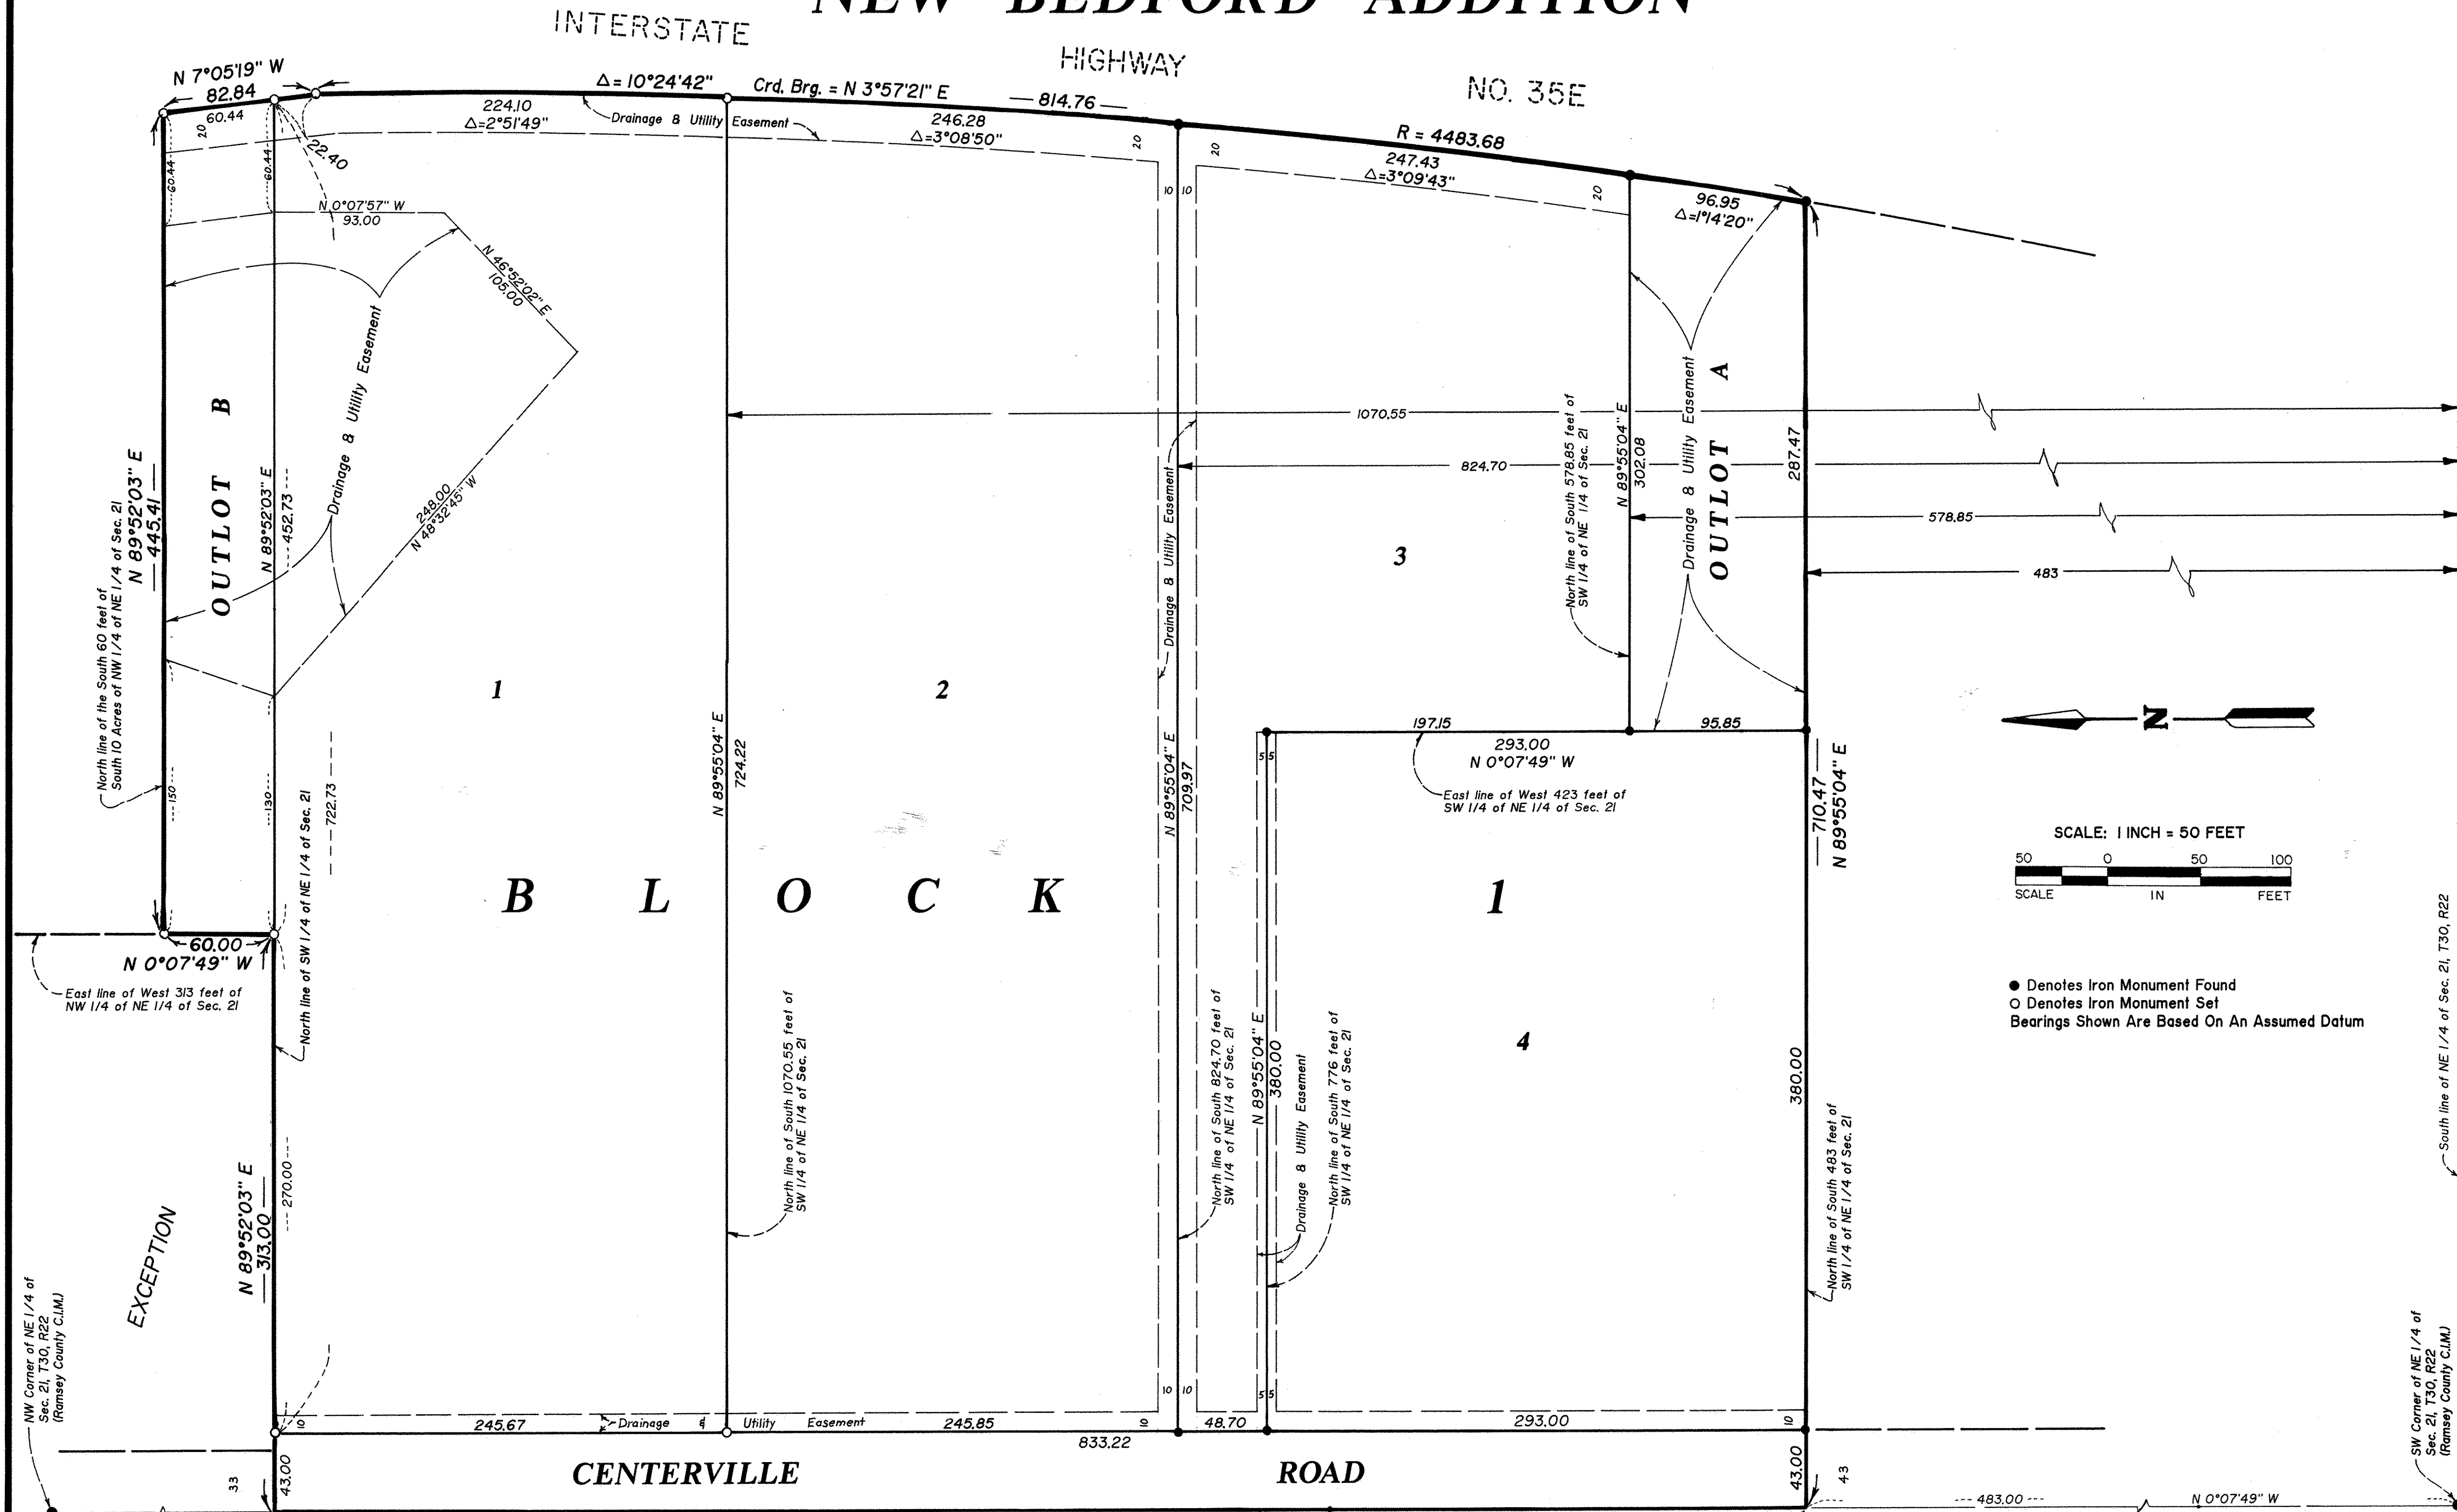 NEW BEDFORD ADDITION
INTERSTATE
HIGHWAY
NO. 35E
N 7°05'19" W
82.84
60.44
20
22.40
Δ= 10°24'42"
Crd. Brg. = N 3°57'21" E
814.76
R = 4483.68
224.10
Δ=2°51'49"
Drainage & Utility Easement
246.28
Δ=3°08'50"
20
20
10 10
247.43
Δ=3°09'43"
20
96.95
Δ=1°14'20"
60.44
60.44
N 0°07'57" W
93.00
N 46°52'02" E
105.00
248.00
N 48°32'45" W
Drainage & Utility Easement
OUTLOT B
N 89°52'03" E
445.41
N 89°52'03" E
452.73
North line of the South 60 feet of
South 10 Acres of NW 1/4 of NE 1/4 of Sec. 21
150
130
722.73
North line of SW 1/4 of NE 1/4 of Sec. 21
60.00
N 0°07'49" W
East line of West 313 feet of
NW 1/4 of NE 1/4 of Sec. 21
EXCEPTION
N 89°52'03" E
313.00
270.00
NW Corner of NE 1/4 of
Sec. 21, T30, R22
(Ramsey County C.I.M.)
1
2
3
4
BLOCK 1
N 89°55'04" E
724.22
North line of South 1070.55 feet of
SW 1/4 of NE 1/4 of Sec. 21
Drainage & Utility Easement
N 89°55'04" E
709.97
North line of South 824.70 feet of
SW 1/4 of NE 1/4 of Sec. 21
N 89°55'04" E
380.00
Drainage & Utility Easement
North line of South 776 feet of
SW 1/4 of NE 1/4 of Sec. 21
5 5
5 5
1070.55
824.70
578.85
483
North line of South 578.85 feet of
SW 1/4 of NE 1/4 of Sec. 21
N 89°55'04" E
302.08
Drainage & Utility Easement
OUTLOT A
287.47
197.15
95.85
293.00
N 0°07'49" W
East line of West 423 feet of
SW 1/4 of NE 1/4 of Sec. 21
710.47
N 89°55'04" E
380.00
North line of South 483 feet of
SW 1/4 of NE 1/4 of Sec. 21
N
SCALE: 1 INCH = 50 FEET
50 0 50 100
SCALE IN FEET
Denotes Iron Monument Found
Denotes Iron Monument Set
Bearings Shown Are Based On An Assumed Datum
South line of NE 1/4 of Sec. 21, T30, R22
SW Corner of NE 1/4 of
Sec. 21, T30, R22
(Ramsey County C.I.M.)
10
245.67
Drainage & Utility Easement
245.85
10
10 10
48.70
293.00
10
833.22
33
43.00
CENTERVILLE ROAD
43.00
43
483.00
N 0°07'49" W